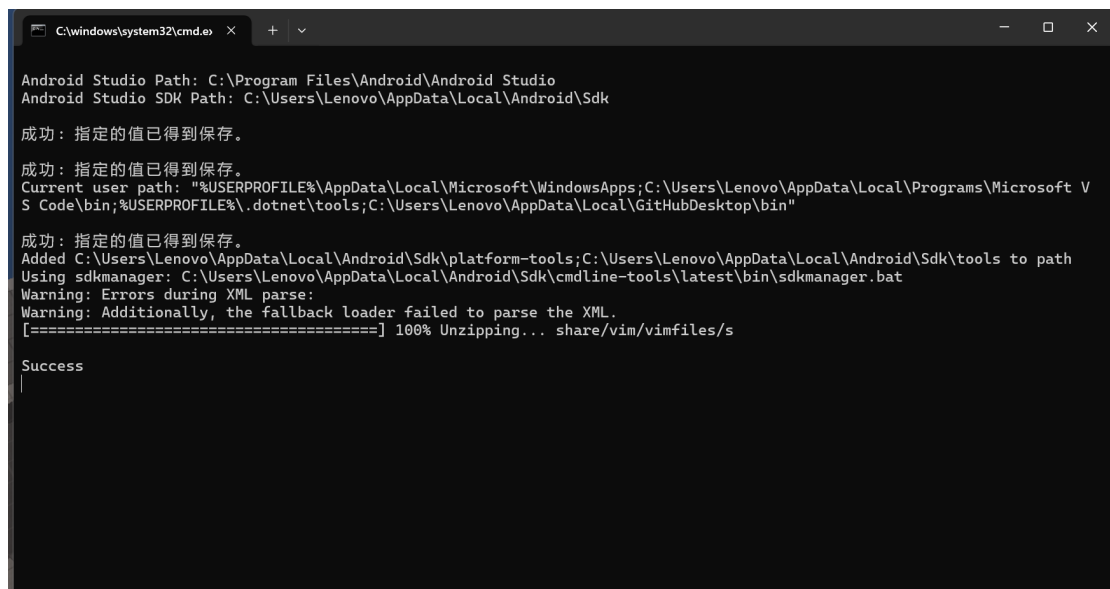 C:\windows\system32\cmd.ex
Android Studio Path: C:\Program Files\Android\Android Studio
Android Studio SDK Path: C:\Users\Lenovo\AppData\Local\Android\Sdk
成功: 指定的值已得到保存。
成功: 指定的值已得到保存。
Current user path: "%USERPROFILE%\AppData\Local\Microsoft\WindowsApps;C:\Users\Lenovo\AppData\Local\Programs\Microsoft V
S Code\bin;%USERPROFILE%\.dotnet\tools;C:\Users\Lenovo\AppData\Local\GitHubDesktop\bin"
成功: 指定的值已得到保存。
Added C:\Users\Lenovo\AppData\Local\Android\Sdk\platform-tools;C:\Users\Lenovo\AppData\Local\Android\Sdk\tools to path
Using sdkmanager: C:\Users\Lenovo\AppData\Local\Android\Sdk\cmdline-tools\latest\bin\sdkmanager.bat
Warning: Errors during XML parse:
Warning: Additionally, the fallback loader failed to parse the XML.
[=======================================] 100% Unzipping... share/vim/vimfiles/s
Success